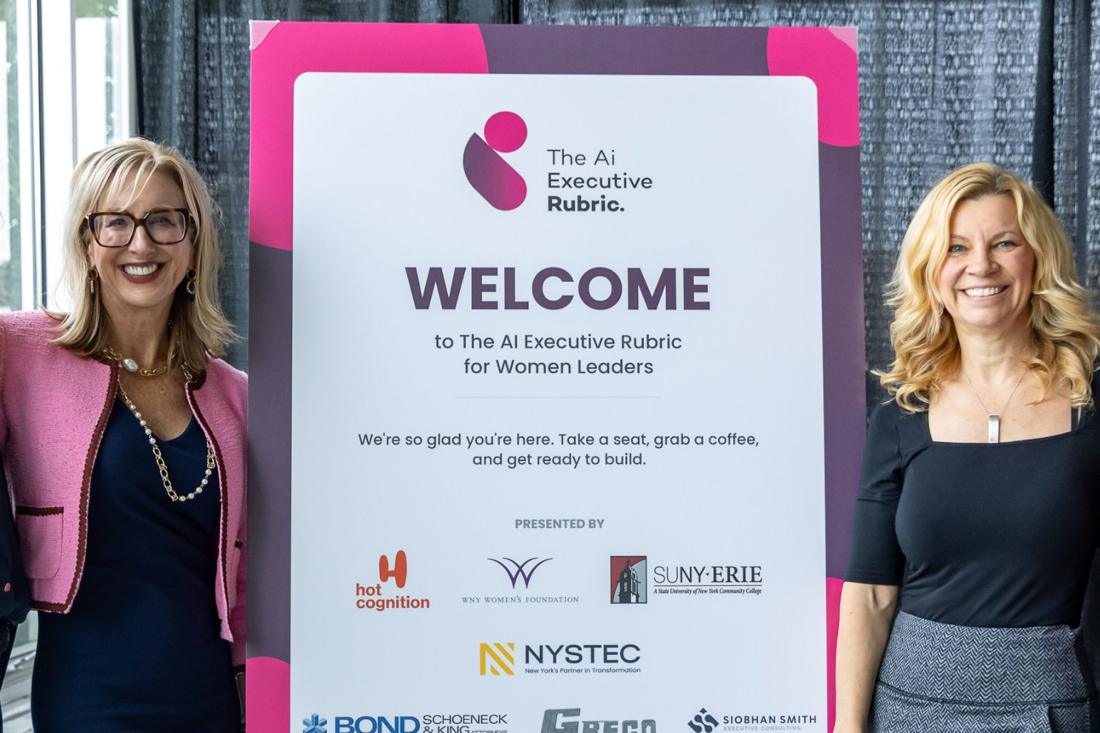 The Ai
Executive
Rubric.
WELCOME
to The AI Executive Rubric
for Women Leaders
We're so glad you're here. Take a seat, grab a coffee,
and get ready to build.
PRESENTED BY
hot
cognition
WNY WOMEN'S FOUNDATION
SUNY·ERIE
A State University of New York Community College
NYSTEC
New York's Partner in Transformation
BOND SCHOENECK
& KING ATTORNEYS
GRECO
SIOBHAN SMITH
EXECUTIVE CONSULTING